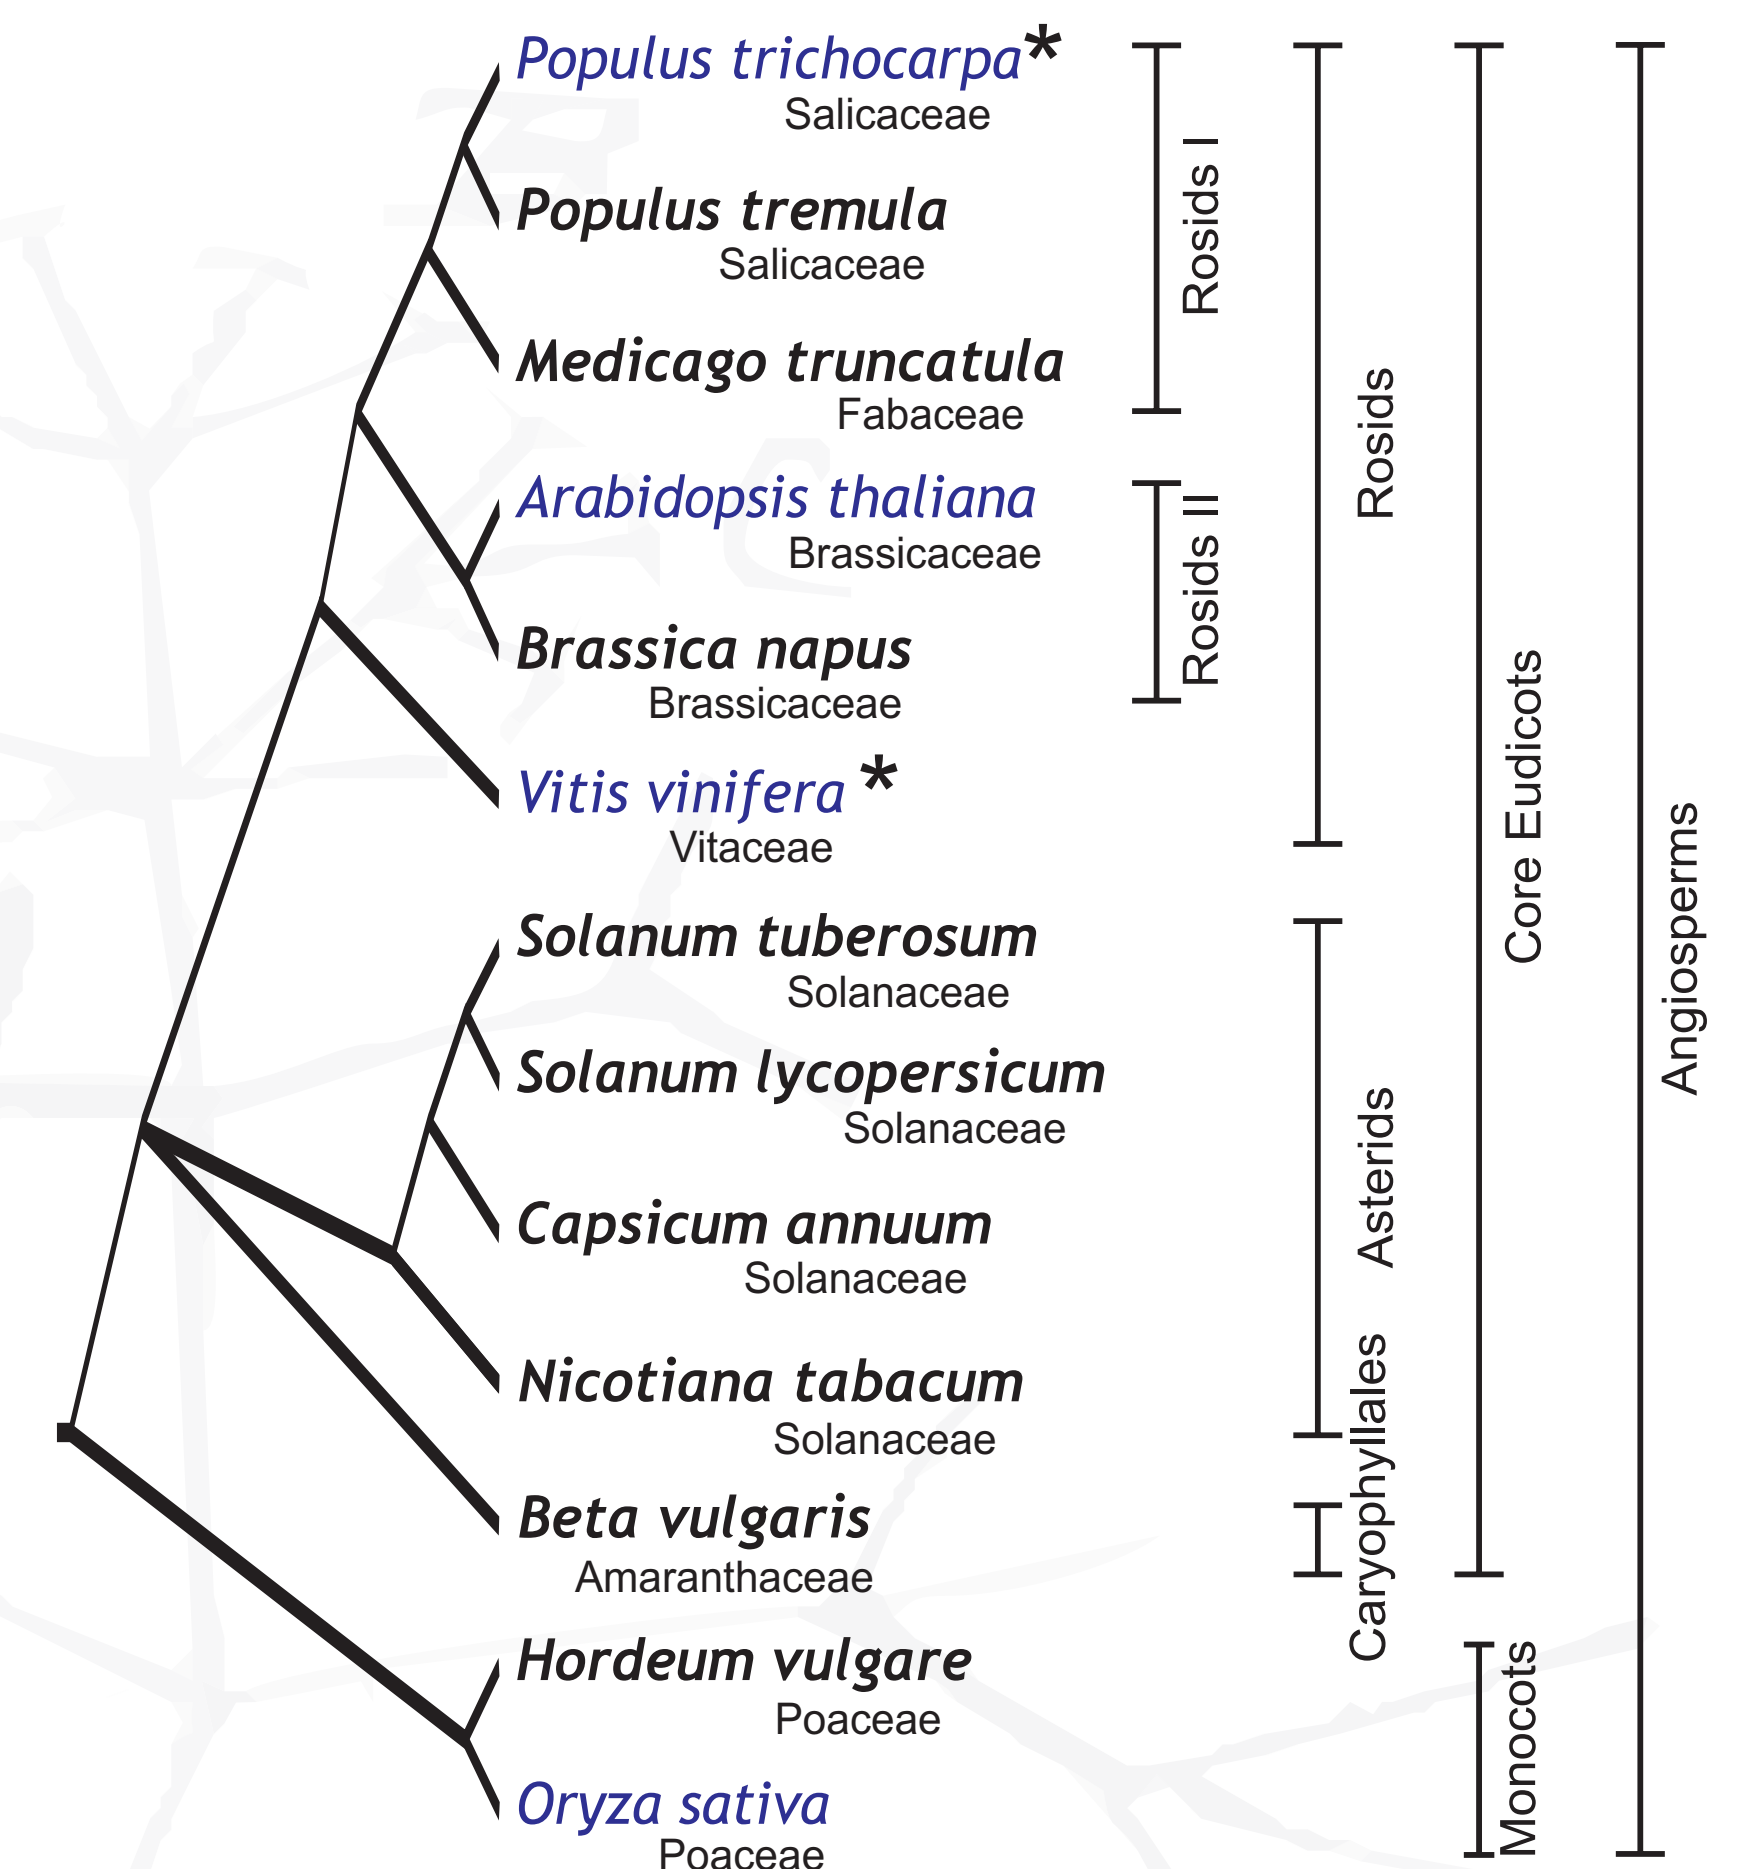 Populus trichocarpa*
Salicaceae
Populus tremula
Salicaceae
Medicago truncatula
Fabaceae
Arabidopsis thaliana
Brassicaceae
Brassica napus
Brassicaceae
Vitis vinifera *
Vitaceae
Solanum tuberosum
Solanaceae
Solanum lycopersicum
Solanaceae
Capsicum annuum
Solanaceae
Nicotiana tabacum
Solanaceae
Beta vulgaris
Amaranthaceae
Hordeum vulgare
Poaceae
Oryza sativa
Poaceae
Rosids I
Rosids II
Rosids
Asterids
Caryophyllales
Core Eudicots
Monocots
Angiosperms